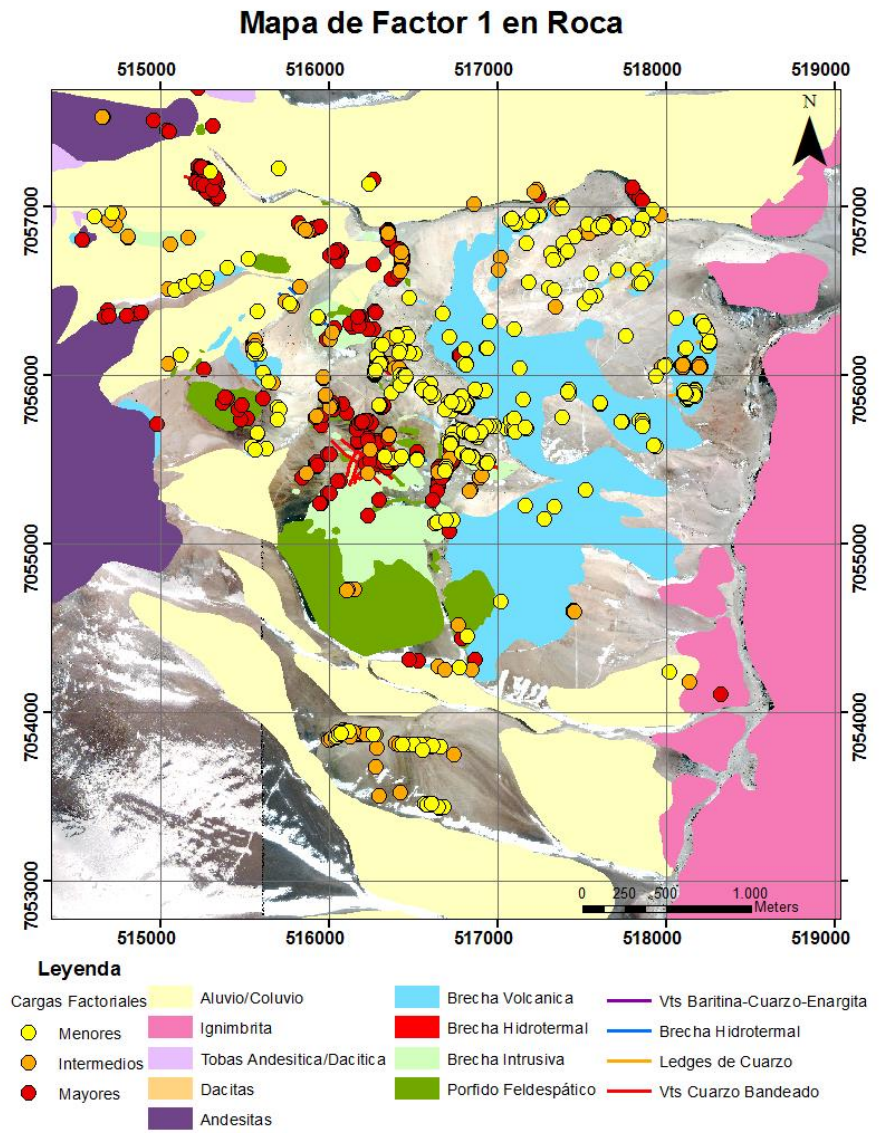 Mapa de Factor 1 en Roca
515000 516000 517000 518000 519000
N
7057000 7057000
7056000 7056000
7055000 7055000
7054000 7054000
7053000 7053000
0 250 500 1.000
Meters
515000 516000 517000 518000 519000
Leyenda
Cargas Factoriales
Menores
Intermedios
Mayores
Aluvio/Coluvio
Ignimbrita
Tobas Andesitica/Dacitica
Dacitas
Andesitas
Brecha Volcanica
Brecha Hidrotermal
Brecha Intrusiva
Porfido Feldespático
Vts Baritina-Cuarzo-Enargita
Brecha Hidrotermal
Ledges de Cuarzo
Vts Cuarzo Bandeado